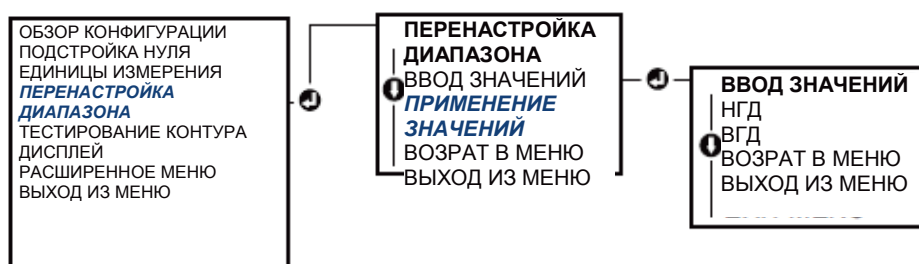 ОБЗОР КОНФИГУРАЦИИ
ПОДСТРОЙКА НУЛЯ
ЕДИНИЦЫ ИЗМЕРЕНИЯ
ПЕРЕНАСТРОЙКА
ДИАПАЗОНА
ТЕСТИРОВАНИЕ КОНТУРА
ДИСПЛЕЙ
РАСШИРЕННОЕ МЕНЮ
ВЫХОД ИЗ МЕНЮ
ПЕРЕНАСТРОЙКА
ДИАПАЗОНА
ВВОД ЗНАЧЕНИЙ
ПРИМЕНЕНИЕ
ЗНАЧЕНИЙ
ВОЗРАТ В МЕНЮ
ВЫХОД ИЗ МЕНЮ
ВВОД ЗНАЧЕНИЙ
НГД
ВГД
ВОЗРАТ В МЕНЮ
ВЫХОД ИЗ МЕНЮ